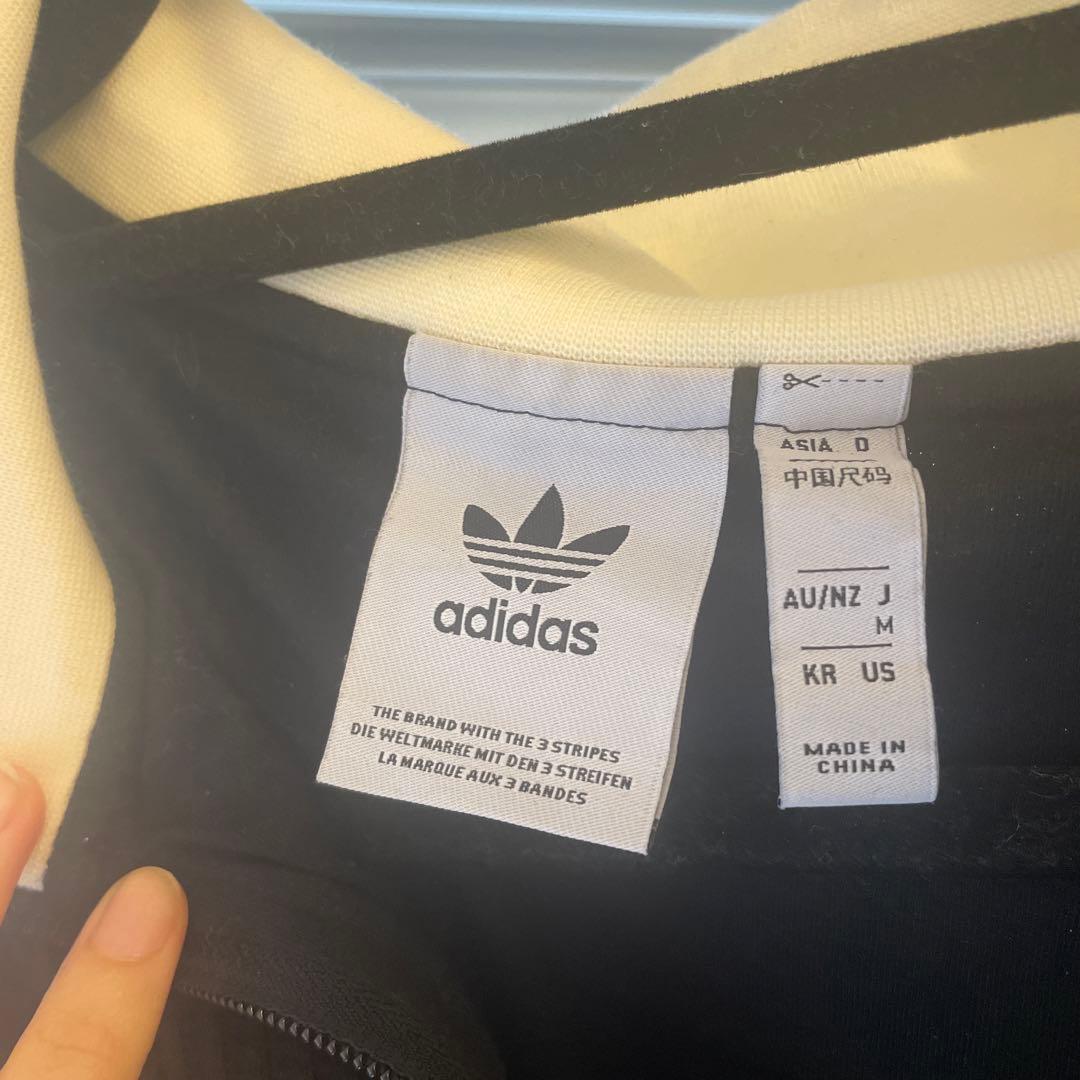 adidas
THE BRAND WITH THE 3 STRIPES
DIE WELTMARKE MIT DEN 3 STREIFEN
LA MARQUE AUX 3 BANDES
ASIA D
中国尺码
AU/NZ J
M
KR US
MADE IN
CHINA